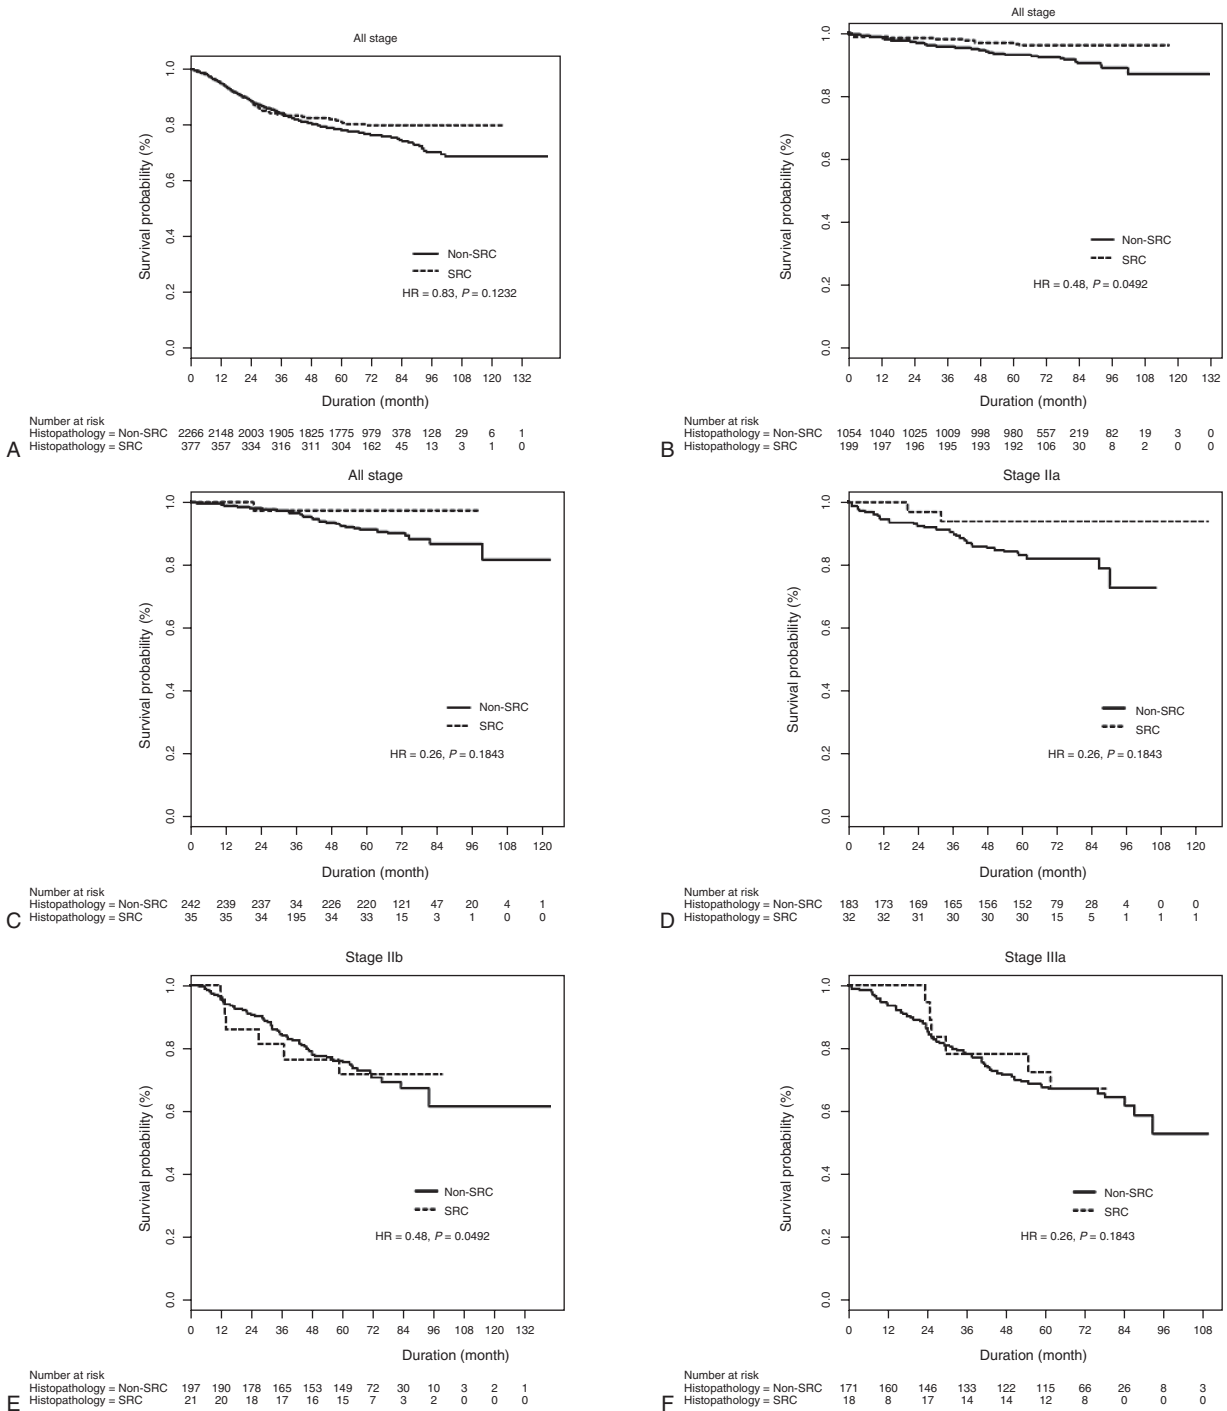 All stage
Survival probability (%)
1.0
0.8
0.6
0.4
0.2
0.0
Non-SRC
SRC
HR = 0.83, P = 0.1232
0 12 24 36 48 60 72 84 96 108 120 132
Duration (month)
Number at risk
Histopathology = Non-SRC 2266 2148 2003 1905 1825 1775 979 378 128 29 6 1
Histopathology = SRC 377 357 334 316 311 304 162 45 13 3 1 0
A
All stage
Survival probability (%)
1.0
0.8
0.6
0.4
0.2
0.0
Non-SRC
SRC
HR = 0.48, P = 0.0492
0 12 24 36 48 60 72 84 96 108 120 132
Duration (month)
Number at risk
Histopathology = Non-SRC 1054 1040 1025 1009 998 980 557 219 82 19 3 0
Histopathology = SRC 199 197 196 195 193 192 106 30 8 2 0 0
B
All stage
Survival probability (%)
1.0
0.8
0.6
0.4
0.2
0.0
Non-SRC
SRC
HR = 0.26, P = 0.1843
0 12 24 36 48 60 72 84 96 108 120
Duration (month)
Number at risk
Histopathology = Non-SRC 242 239 237 34 226 220 121 47 20 4 1
Histopathology = SRC 35 35 34 195 34 33 15 3 1 0 0
C
Stage IIa
Survival probability (%)
1.0
0.8
0.6
0.4
0.2
0.0
Non-SRC
SRC
HR = 0.26, P = 0.1843
0 12 24 36 48 60 72 84 96 108 120
Duration (month)
Number at risk
Histopathology = Non-SRC 183 173 169 165 156 152 79 28 4 0 0
Histopathology = SRC 32 32 31 30 30 30 15 5 1 1 1
D
Stage IIb
Survival probability (%)
1.0
0.8
0.6
0.4
0.2
0.0
Non-SRC
SRC
HR = 0.48, P = 0.0492
0 12 24 36 48 60 72 84 96 108 120 132
Duration (month)
Number at risk
Histopathology = Non-SRC 197 190 178 165 153 149 72 30 10 3 2 1
Histopathology = SRC 21 20 18 17 16 15 7 3 2 0 0 0
E
Stage IIIa
Survival probability (%)
1.0
0.8
0.6
0.4
0.2
0.0
Non-SRC
SRC
HR = 0.26, P = 0.1843
0 12 24 36 48 60 72 84 96 108
Duration (month)
Number at risk
Histopathology = Non-SRC 171 160 146 133 122 115 66 26 8 3
Histopathology = SRC 18 8 17 14 14 12 8 0 0 0
F